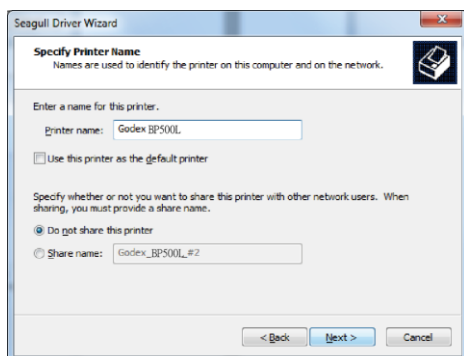 Seagull Driver Wizard
Specify Printer Name
Names are used to identify the printer on this computer and on the network.
Enter a name for this printer.
Printer name: Godex BP500L
Use this printer as the default printer
Specify whether or not you want to share this printer with other network users. When
sharing, you must provide a share name.
Do not share this printer
Share name: Godex_BP500L_#2
< Back Next > Cancel